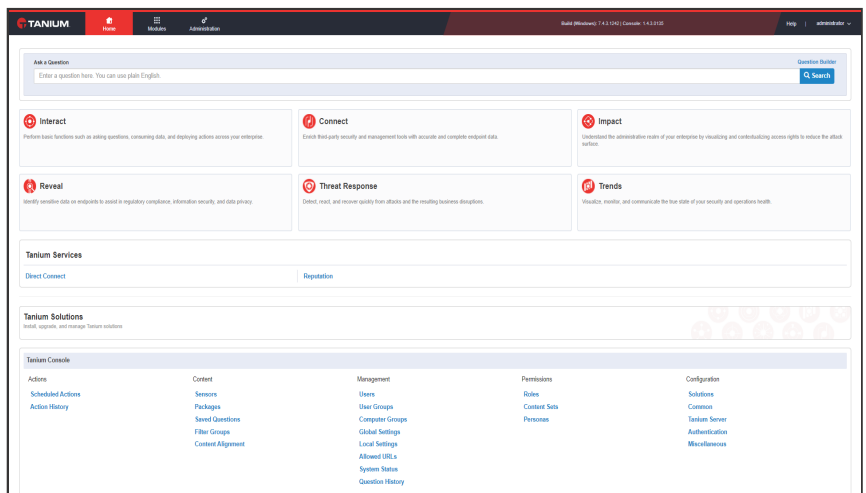 TANIUM
Home
Modules
Administration
Build (Windows): 7.4.3.1242 | Console: 1.4.3.0135
Help | administrator
Ask a Question
Question Builder
Enter a question here. You can use plain English.
Search
Interact
Perform basic functions such as asking questions, consuming data, and deploying actions across your enterprise.
Connect
Enrich third-party security and management tools with accurate and complete endpoint data.
Impact
Understand the administrative realm of your enterprise by visualizing and contextualizing access rights to reduce the attack
surface.
Reveal
Identify sensitive data on endpoints to assist in regulatory compliance, information security, and data privacy.
Threat Response
Detect, react, and recover quickly from attacks and the resulting business disruptions.
Trends
Visualize, monitor, and communicate the true state of your security and operations health.
Tanium Services
Direct Connect
Reputation
Tanium Solutions
Install, upgrade, and manage Tanium solutions
Tanium Console
Actions
Scheduled Actions
Action History
Content
Sensors
Packages
Saved Questions
Filter Groups
Content Alignment
Management
Users
User Groups
Computer Groups
Global Settings
Local Settings
Allowed URLs
System Status
Question History
Permissions
Roles
Content Sets
Personas
Configuration
Solutions
Common
Tanium Server
Authentication
Miscellaneous